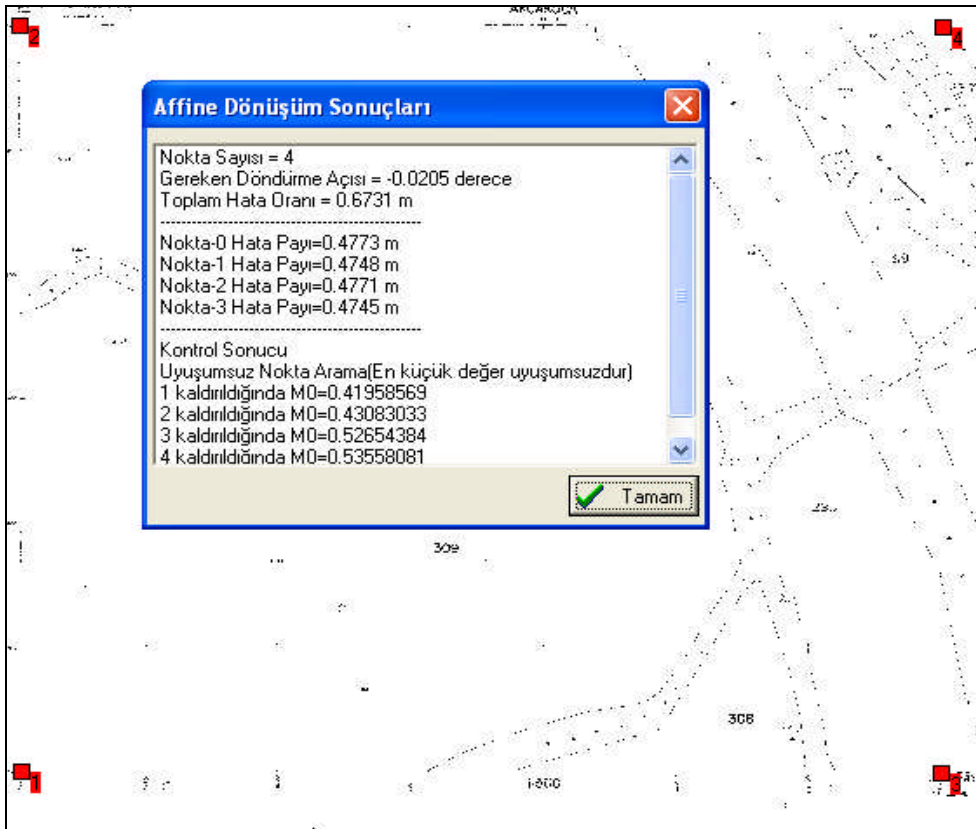 2
4
Affine Dönüşüm Sonuçları
Nokta Sayısı = 4
Gereken Döndürme Açısı = -0.0205 derece
Toplam Hata Oranı = 0.6731 m
--------------------------------------------------
Nokta-0 Hata Payı=0.4773 m
Nokta-1 Hata Payı=0.4748 m
Nokta-2 Hata Payı=0.4771 m
Nokta-3 Hata Payı=0.4745 m
--------------------------------------------------
Kontrol Sonucu
Uyuşumsuz Nokta Arama(En küçük değer uyuşumsuzdur)
1 kaldırıldığında M0=0.41958569
2 kaldırıldığında M0=0.43083033
3 kaldırıldığında M0=0.52654384
4 kaldırıldığında M0=0.53558081
Tamam
309
308
1
3